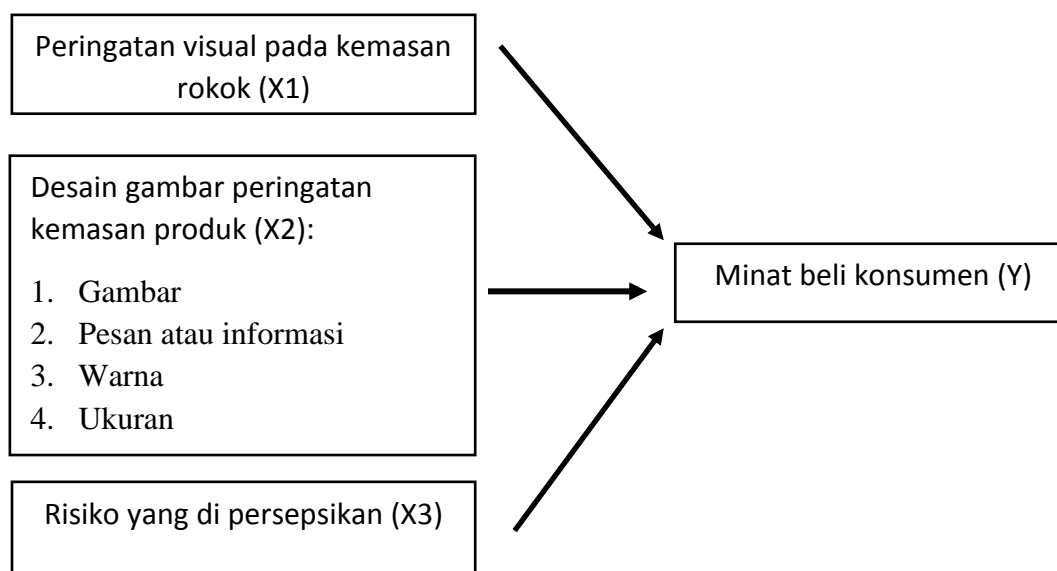 Peringatan visual pada kemasan
rokok (X1)
Desain gambar peringatan
kemasan produk (X2):
1. Gambar
2. Pesan atau informasi
3. Warna
4. Ukuran
Minat beli konsumen (Y)
Risiko yang di persepsikan (X3)